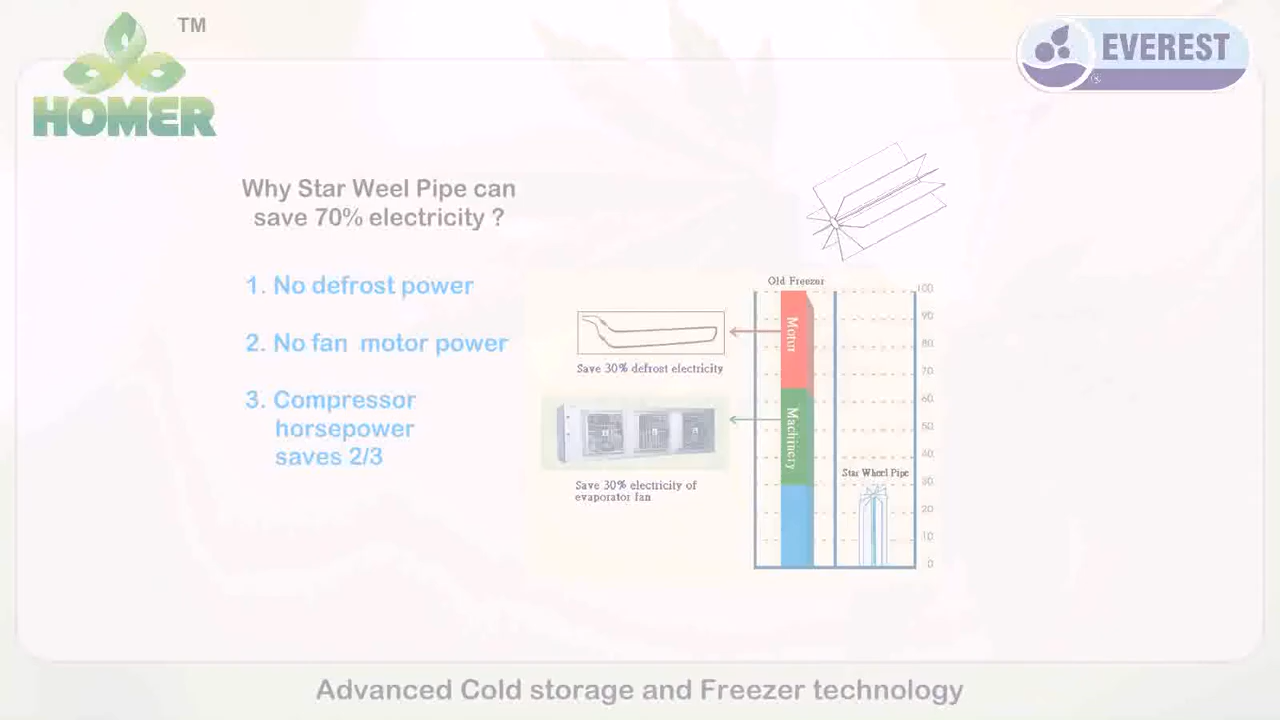 TM
HOMER
EVEREST
®
Why Star Weel Pipe can
save 70% electricity ?
1. No defrost power
2. No fan motor power
3. Compressor
horsepower
saves 2/3
Old Freezer
Motur
Machinery
Save 30% defrost electricity
Save 30% electricity of
evaporator fan
Star Wheel Pipe
100
90
80
70
60
50
40
30
20
10
0
Advanced Cold storage and Freezer technology